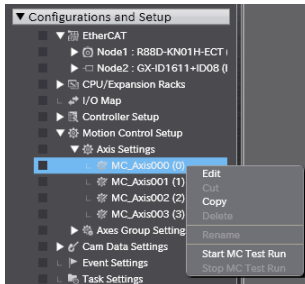 Configurations and Setup
EtherCAT
Node1 : R88D-KN01H-ECT (
Node2 : GX-ID1611+ID08 (I
CPU/Expansion Racks
I/O Map
Controller Setup
Motion Control Setup
Axis Settings
MC_Axis000 (0)
MC_Axis001 (1)
MC_Axis002 (2)
MC_Axis003 (3)
Axes Group Setting
Cam Data Settings
Event Settings
Task Settings
Edit
Cut
Copy
Delete
Rename
Start MC Test Run
Stop MC Test Run